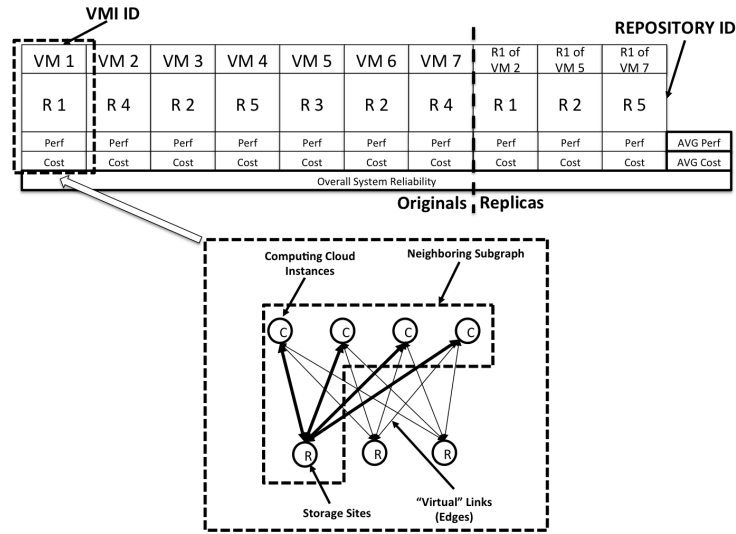 VMI ID
REPOSITORY ID
VM 1 VM 2 VM 3 VM 4 VM 5 VM 6 VM 7 R1 of VM 2 R1 of VM 5 R1 of VM 7
R 1 R 4 R 2 R 5 R 3 R 2 R 4 R 1 R 2 R 5
Perf Perf Perf Perf Perf Perf Perf Perf Perf Perf AVG Perf
Cost Cost Cost Cost Cost Cost Cost Cost Cost Cost AVG Cost
Overall System Reliability
Originals Replicas
Computing Cloud
Instances
Neighboring Subgraph
C C C C
R R R
Storage Sites
“Virtual” Links
(Edges)